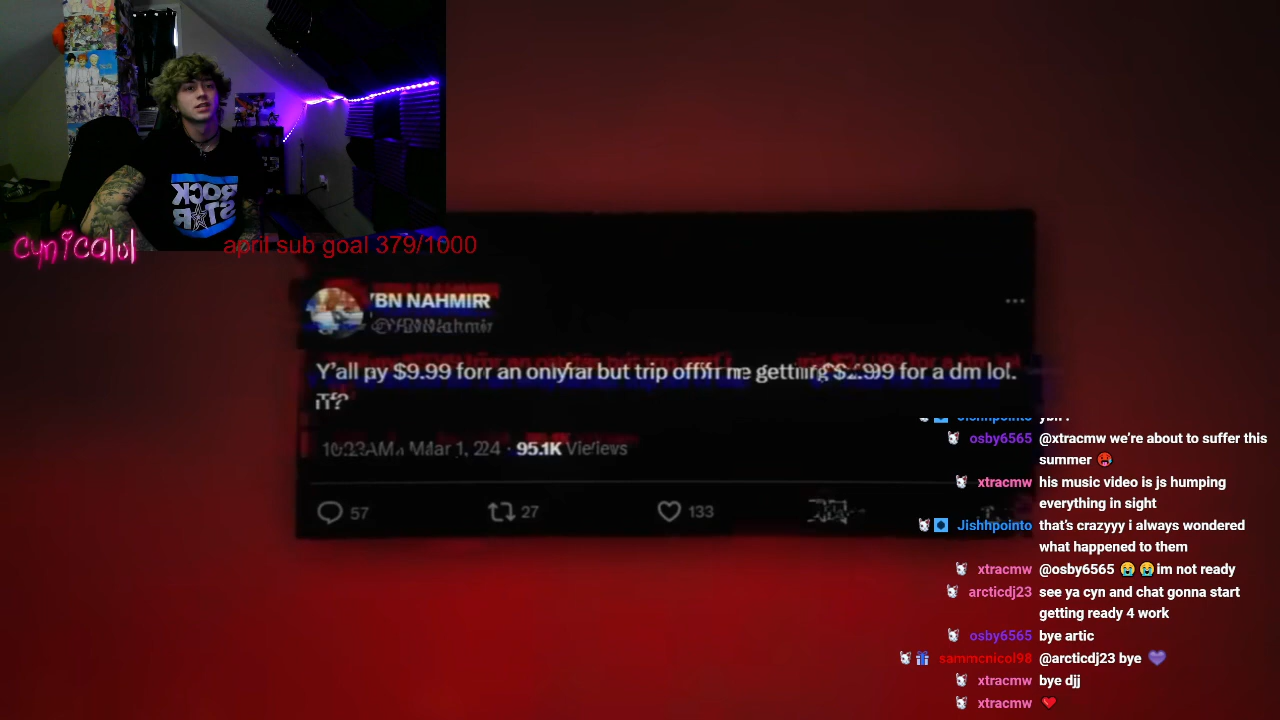 ROCK
STAR
cynicalol
april sub goal 379/1000
YBN NAHMIR
@YBNNahmir
Y'all pay $9.99 for an onlyfan but trip off me getting $2.99 for a dm lol.
Tf?
10:23 AM · Mar 1, 24 · 95.1K Views
57
27
133
Jishhpointo ybn?
osby6565 @xtracmw we're about to suffer this
summer 🥵
xtracmw his music video is js humping
everything in sight
Jishhpointo that's crazyyy i always wondered
what happened to them
xtracmw @osby6565 😭 😭 im not ready
arcticdj23 see ya cyn and chat gonna start
getting ready 4 work
osby6565 bye artic
sammcnicol98 @arcticdj23 bye 💜
xtracmw bye djj
xtracmw ❤️